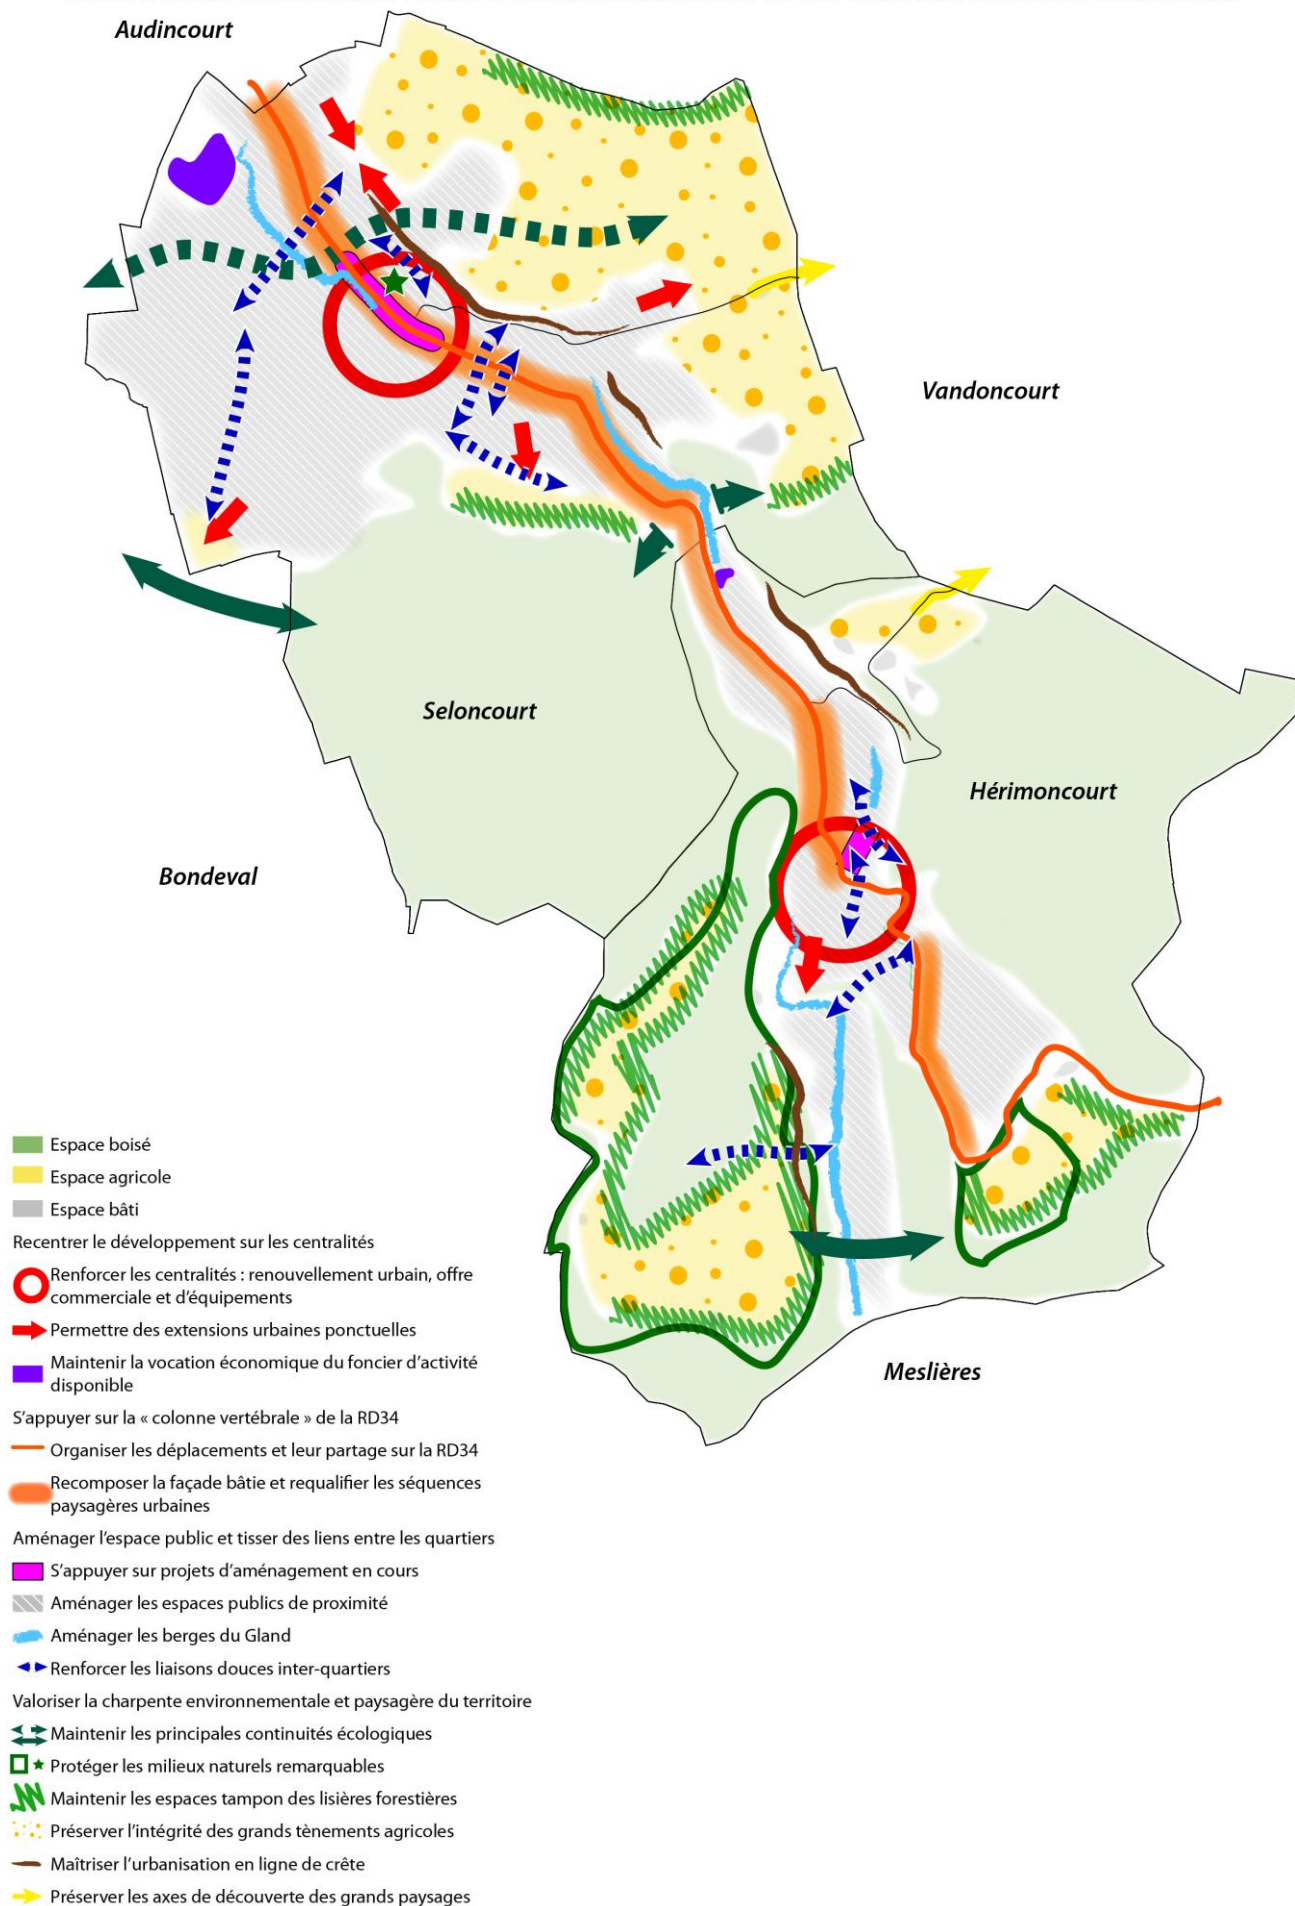 Audincourt
Vandoncourt
Seloncourt
Hérimoncourt
Bondeval
Meslières
Espace boisé
Espace agricole
Espace bâti
Recentrer le développement sur les centralités
Renforcer les centralités : renouvellement urbain, offre
commerciale et d'équipements
Permettre des extensions urbaines ponctuelles
Maintenir la vocation économique du foncier d'activité
disponible
S'appuyer sur la « colonne vertébrale » de la RD34
Organiser les déplacements et leur partage sur la RD34
Recomposer la façade bâtie et requalifier les séquences
paysagères urbaines
Aménager l'espace public et tisser des liens entre les quartiers
S'appuyer sur projets d'aménagement en cours
Aménager les espaces publics de proximité
Aménager les berges du Gland
Renforcer les liaisons douces inter-quartiers
Valoriser la charpente environnementale et paysagère du territoire
Maintenir les principales continuités écologiques
Protéger les milieux naturels remarquables
Maintenir les espaces tampon des lisières forestières
Préserver l'intégrité des grands tènements agricoles
Maîtriser l'urbanisation en ligne de crête
Préserver les axes de découverte des grands paysages